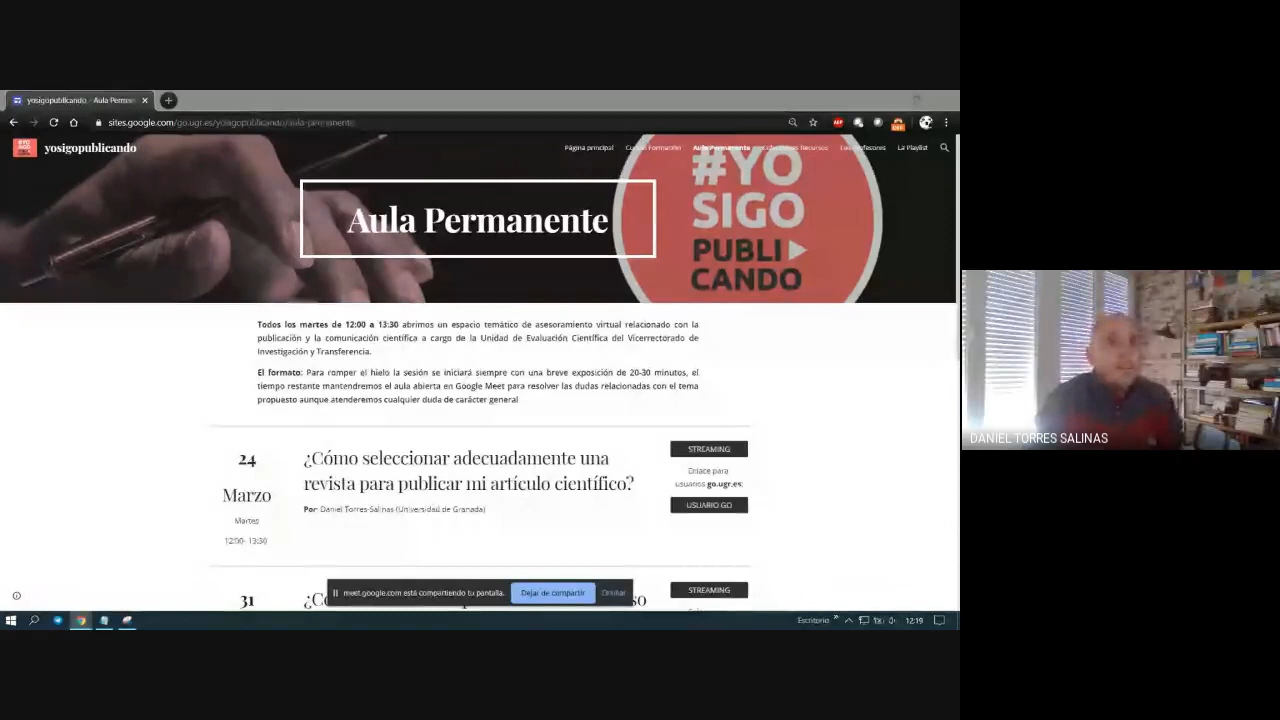 yosigopublicando - Aula Perman
sites.google.com/go.ugr.es/yosigopublicando/aula-permanente
#YO SIGO
yosigopublicando
Página principal
Aula Permanente
Recursos
Los Profesores
La Playlist
Aula Permanente
#YO
SIGO
PUBLI
CANDO
Todos los martes de 12:00 a 13:30 abrimos un espacio temático de asesoramiento virtual relacionado con la
publicación y la comunicación científica a cargo de la Unidad de Evaluación Científica del Vicerrectorado de
Investigación y Transferencia.
El formato: Para romper el hielo la sesión se iniciará siempre con una breve exposición de 20-30 minutos, el
tiempo restante mantendremos el aula abierta en Google Meet para resolver las dudas relacionadas con el tema
propuesto aunque atenderemos cualquier duda de carácter general
24
Marzo
Martes
12:00- 13:30
¿Cómo seleccionar adecuadamente una
revista para publicar mi artículo científico?
Por: Daniel Torres-Salinas (Universidad de Granada)
STREAMING
Enlace para
usuarios go.ugr.es:
USUARIO GO
31
STREAMING
meet.google.com está compartiendo tu pantalla.
Dejar de compartir
Ocultar
Escritorio
12:19
DANIEL TORRES SALINAS